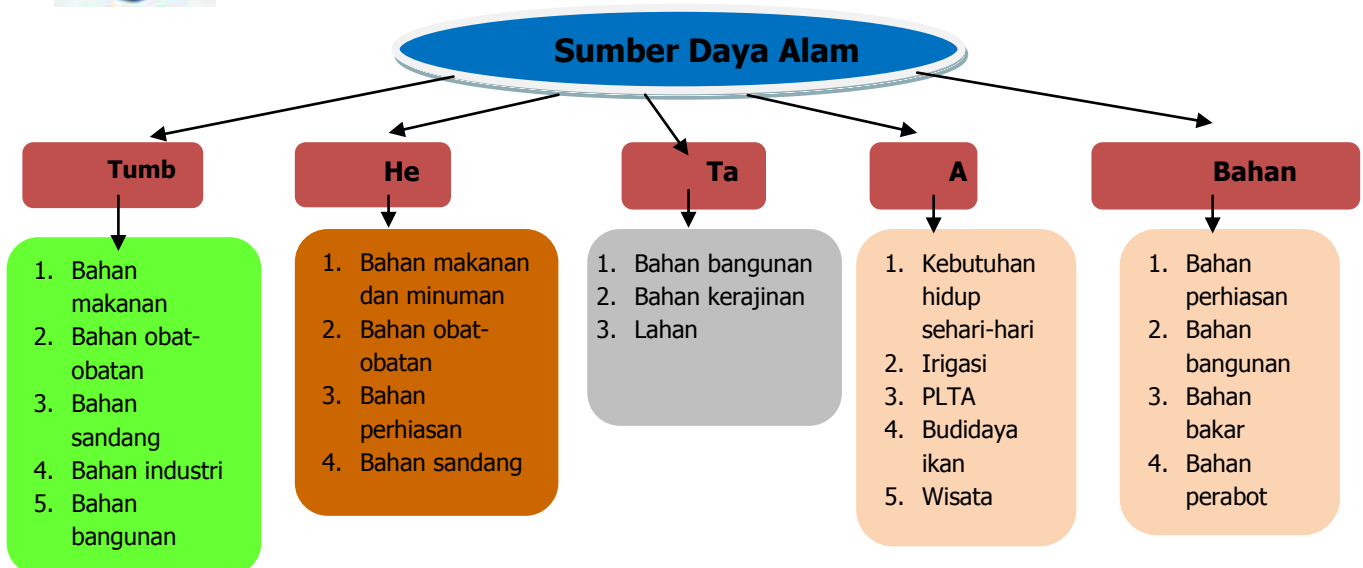 Sumber Daya Alam
Tumb
He
Ta
A
Bahan
1. Bahan
makanan
2. Bahan obat-
obatan
3. Bahan
sandang
4. Bahan industri
5. Bahan
bangunan
1. Bahan makanan
dan minuman
2. Bahan obat-
obatan
3. Bahan
perhiasan
4. Bahan sandang
1. Bahan bangunan
2. Bahan kerajinan
3. Lahan
1. Kebutuhan
hidup
sehari-hari
2. Irigasi
3. PLTA
4. Budidaya
ikan
5. Wisata
1. Bahan
perhiasan
2. Bahan
bangunan
3. Bahan
bakar
4. Bahan
perabot